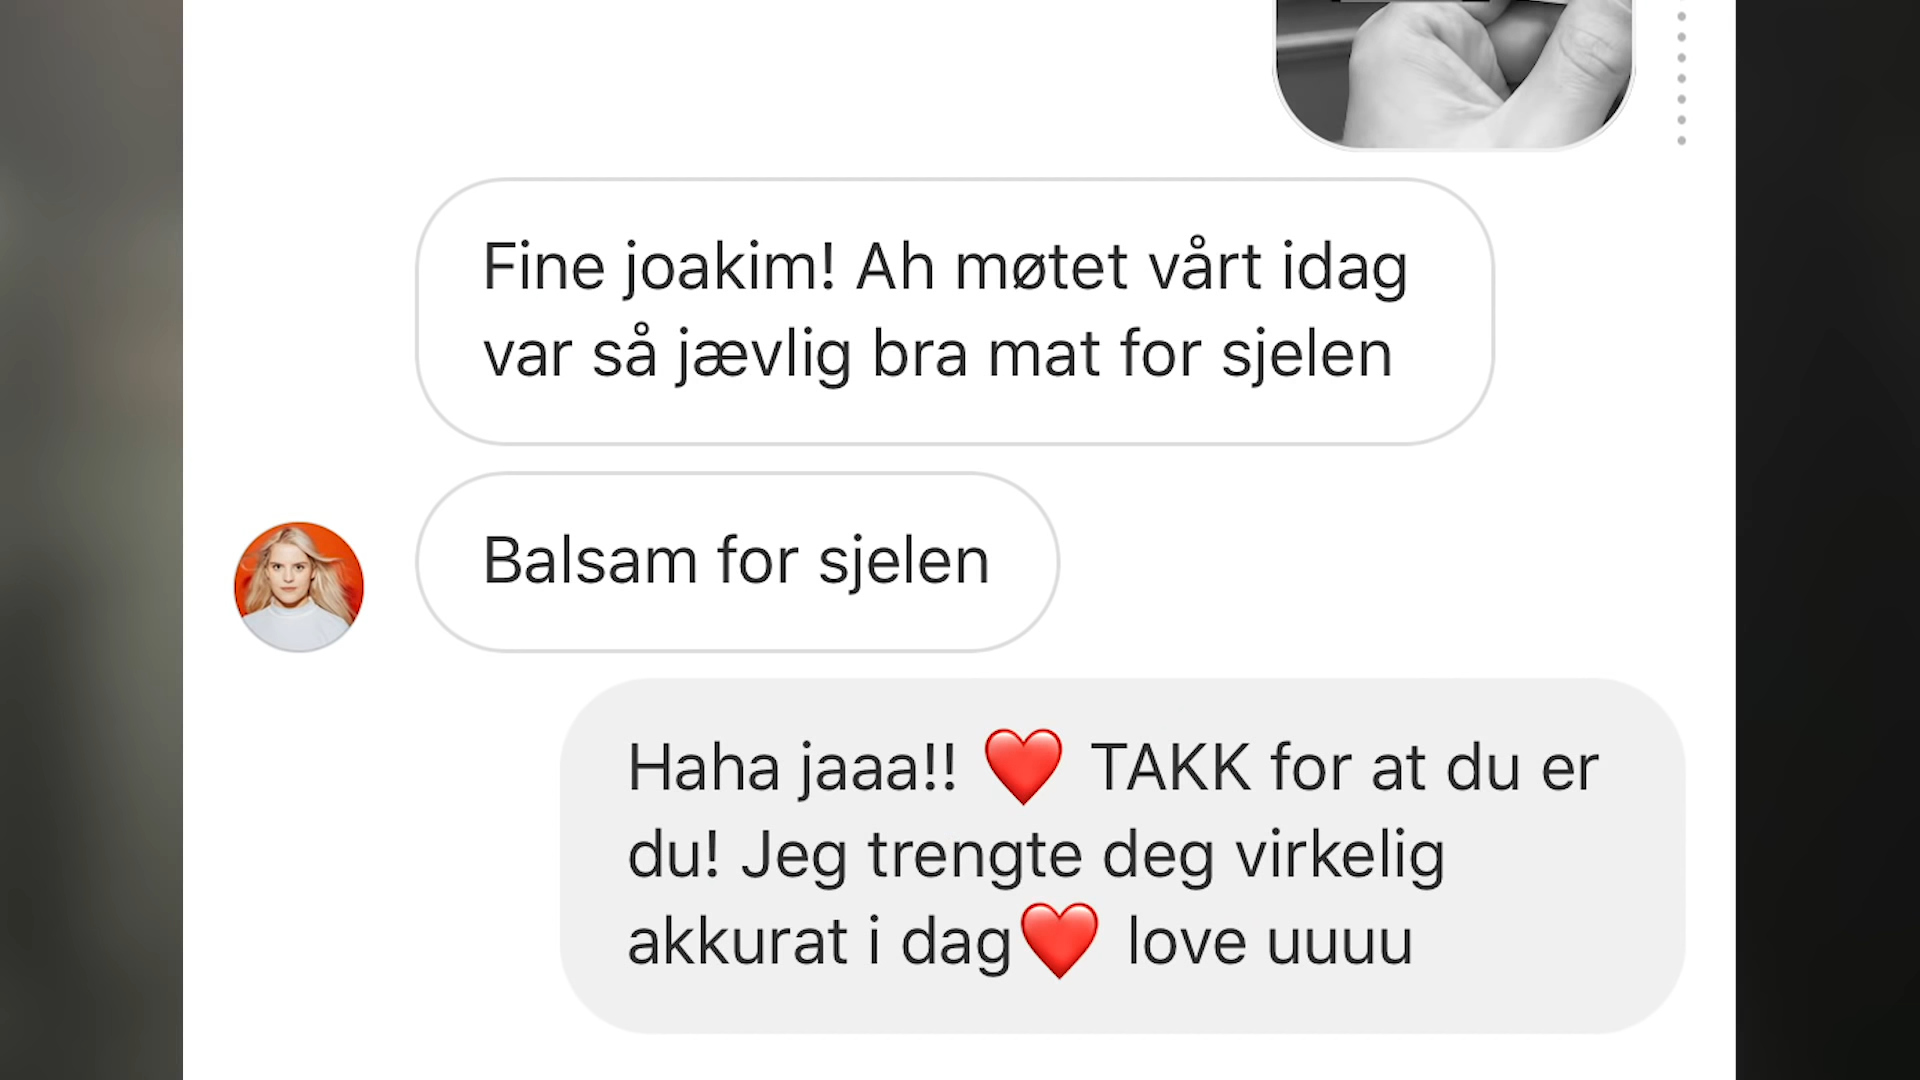 Fine joakim! Ah møtet vårt idag
var så jævlig bra mat for sjelen
Balsam for sjelen
Haha jaaa!! ❤️ TAKK for at du er
du! Jeg trengte deg virkelig
akkurat i dag❤️ love uuuu